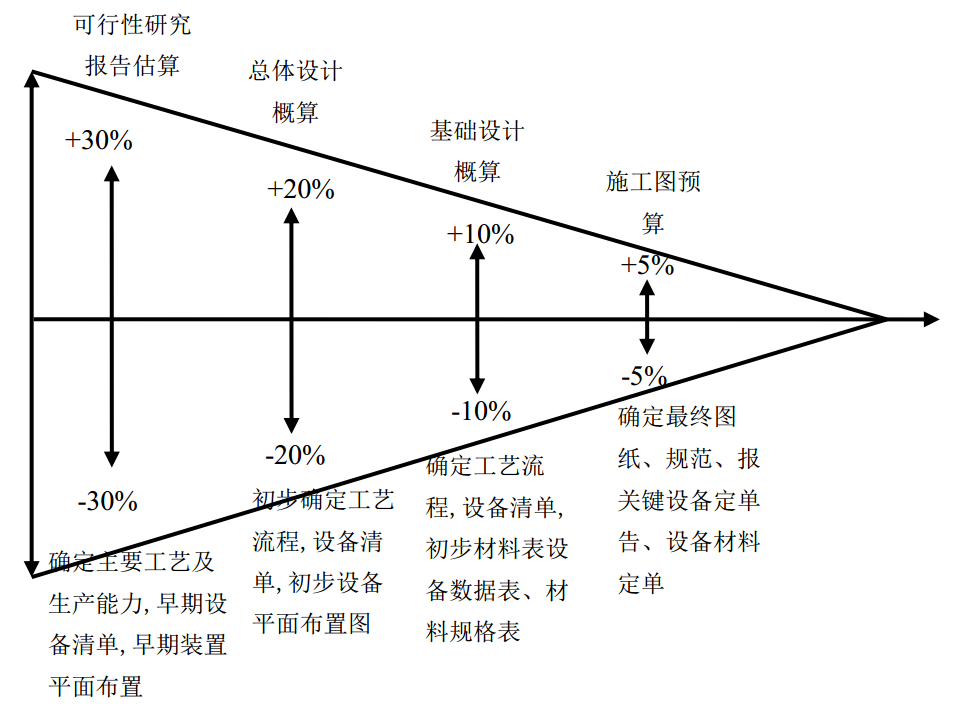 可行性研究
报告估算
总体设计
概算
基础设计
概算
施工图预
算
+30%
+20%
+10%
+5%
-30%
-20%
-10%
-5%
确定主要工艺及
生产能力,早期设
备清单,早期装置
平面布置
初步确定工艺
流程,设备清
单,初步设备
平面布置图
确定工艺流
程,设备清单,
初步材料表设
备数据表、材
料规格表
确定最终图
纸、规范、报
关键设备定单
告、设备材料
定单